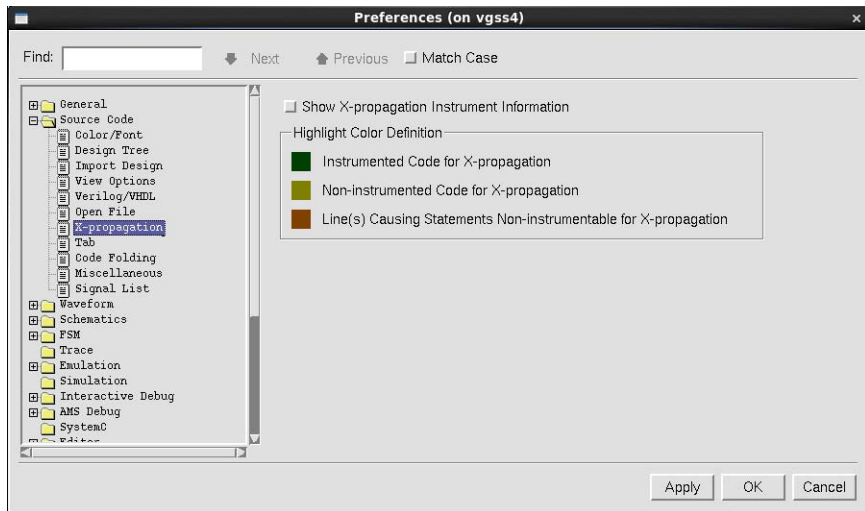 Preferences (on vgss4)
Find:
Next
Previous
Match Case
General
Source Code
Color/Font
Design Tree
Import Design
View Options
Verilog/VHDL
Open File
X-propagation
Tab
Code Folding
Miscellaneous
Signal List
Waveform
Schematics
FSM
Trace
Emulation
Simulation
Interactive Debug
AMS Debug
SystemC
Editor
Show X-propagation Instrument Information
Highlight Color Definition
Instrumented Code for X-propagation
Non-instrumented Code for X-propagation
Line(s) Causing Statements Non-instrumentable for X-propagation
Apply
OK
Cancel